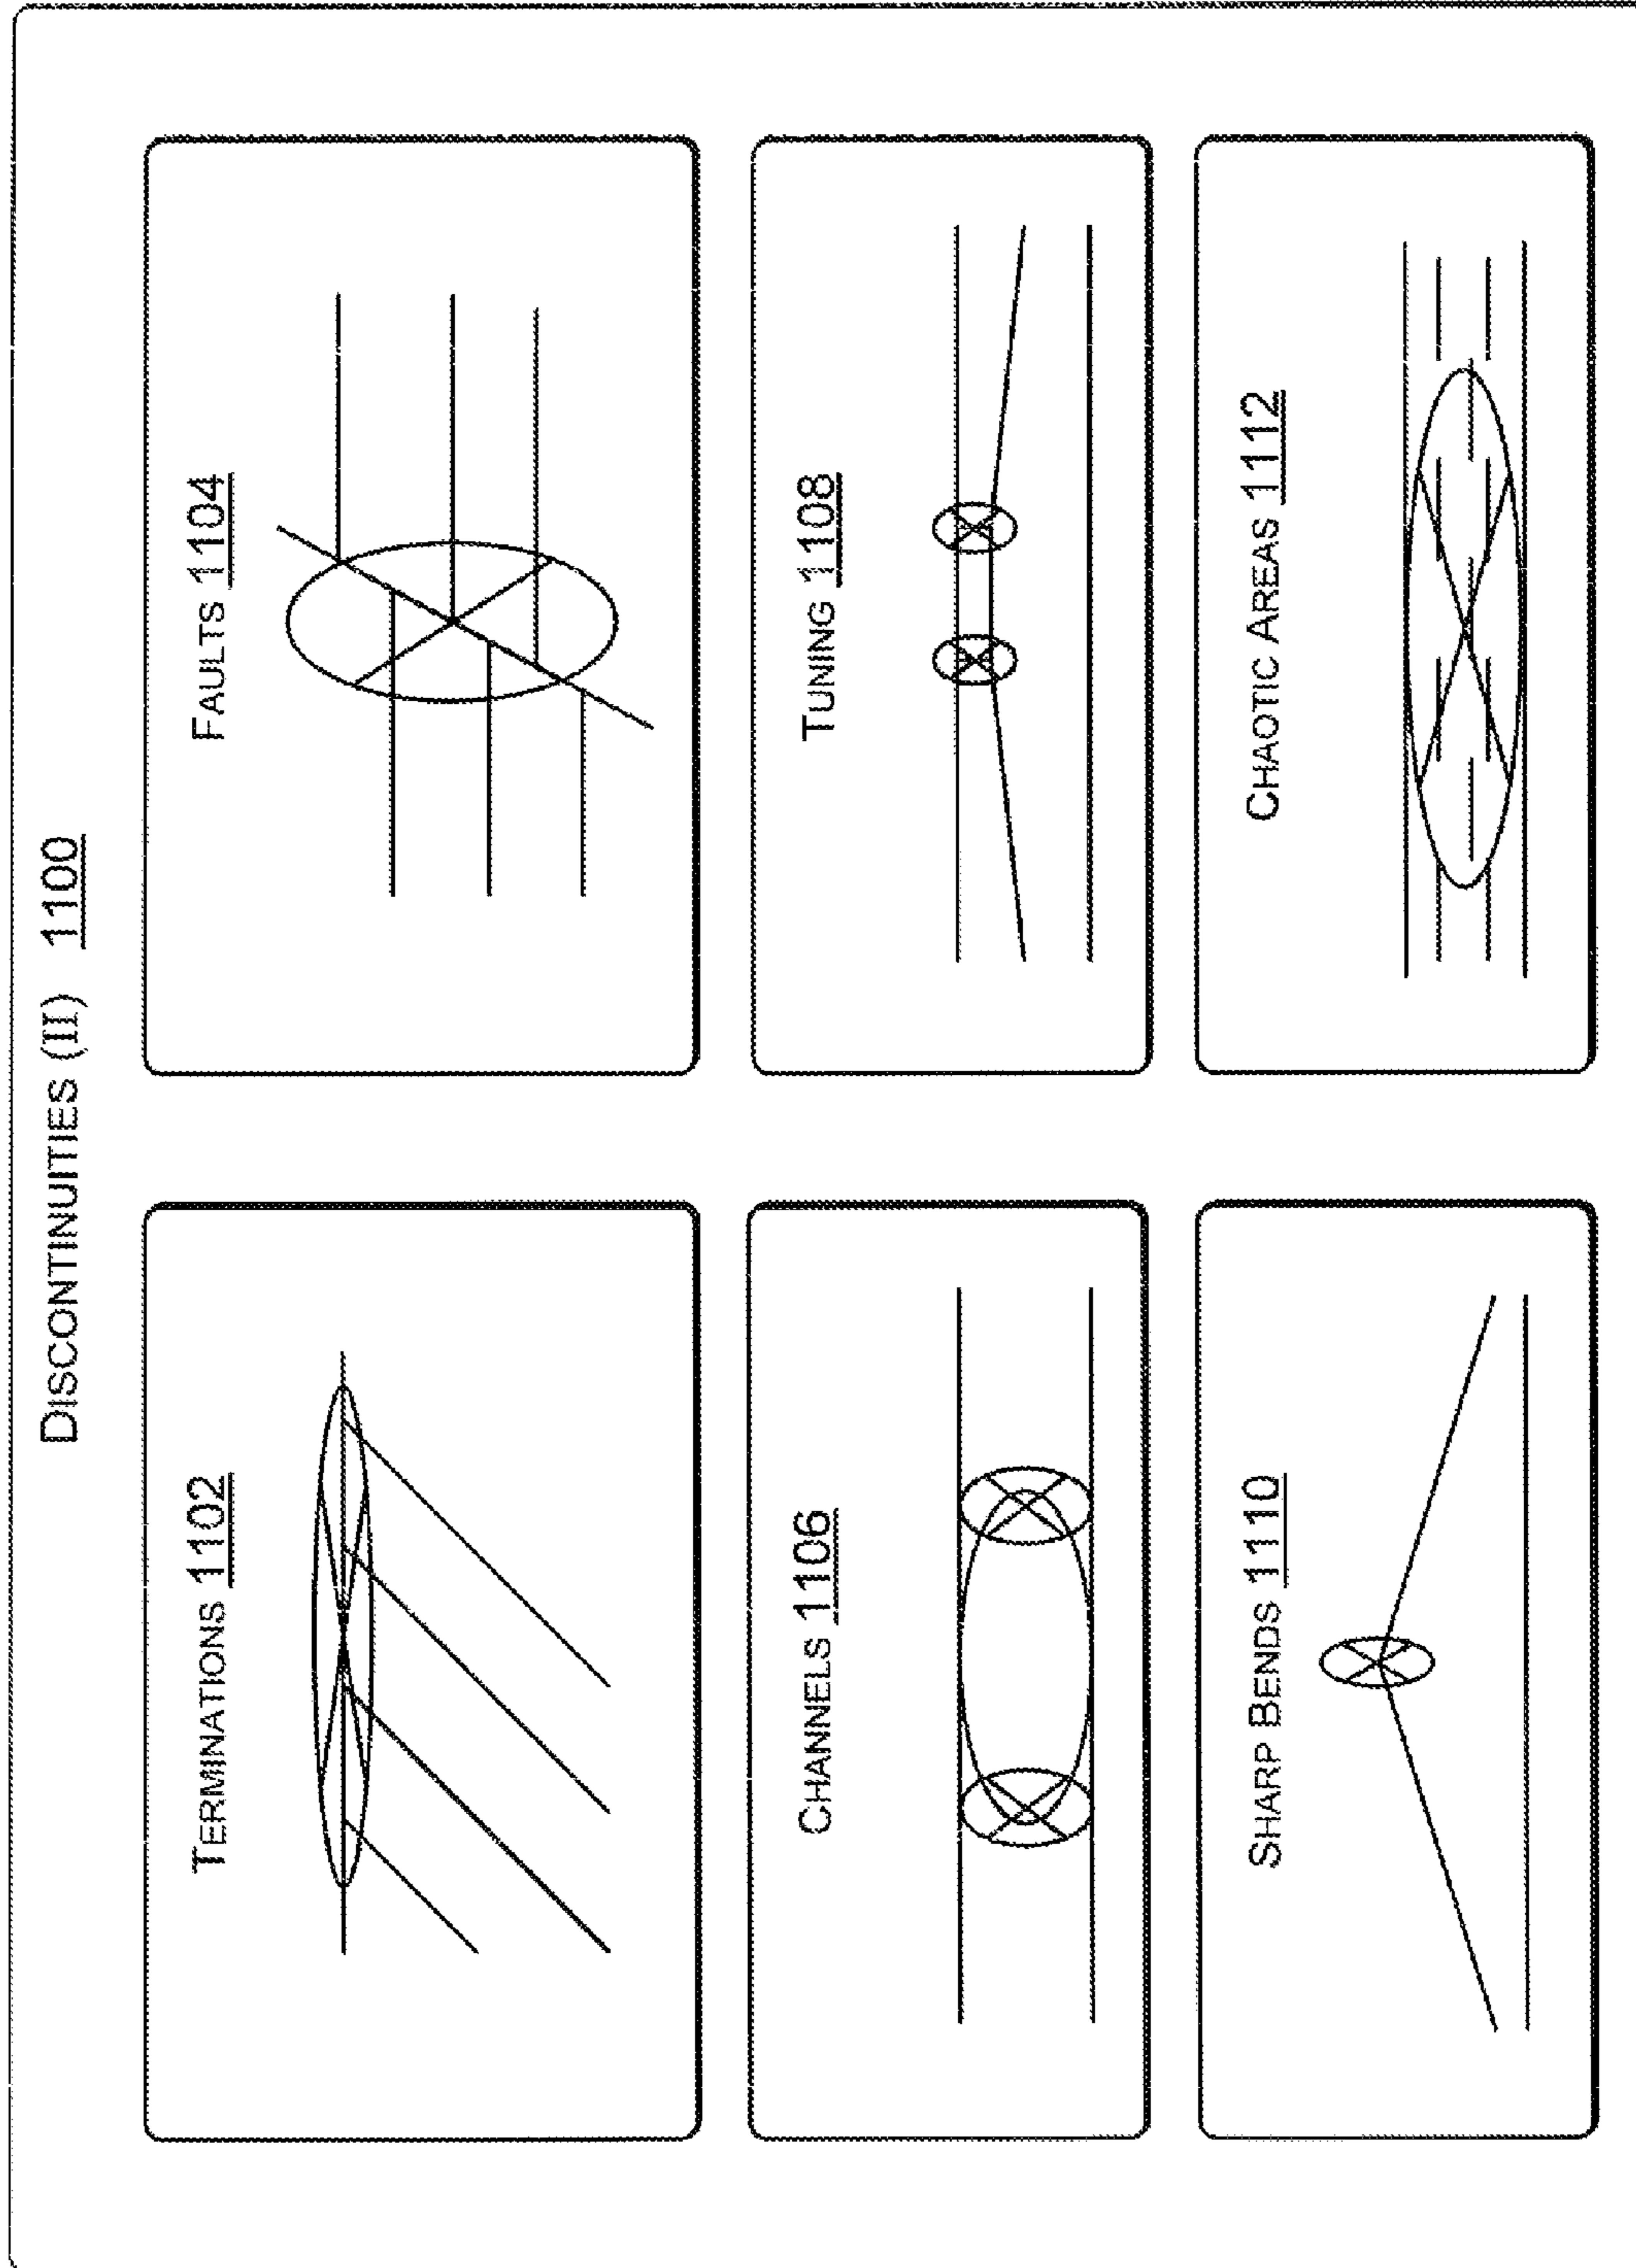 DISCONTINUITIES (II) 1100
TERMINATIONS 1102
FAULTS 1104
CHANNELS 1106
TUNING 1108
SHARP BENDS 1110
CHAOTIC AREAS 1112